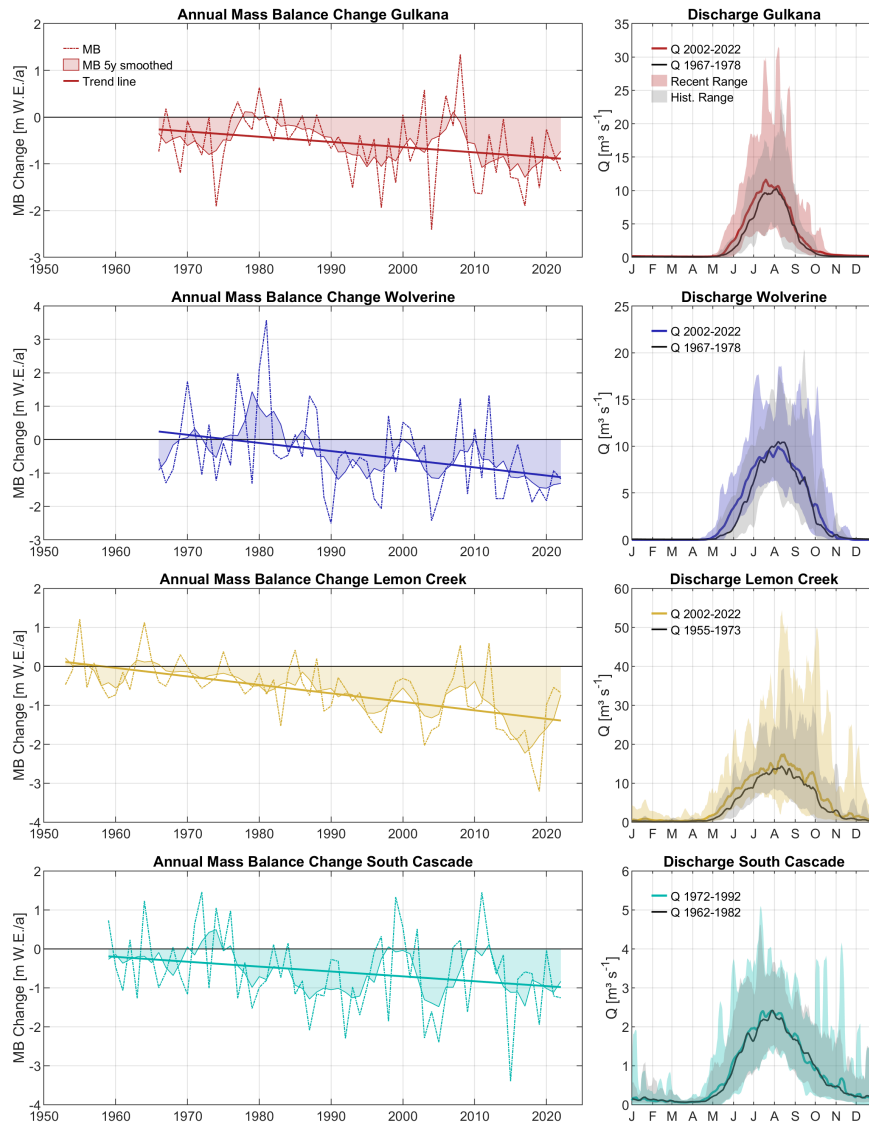 Annual Mass Balance Change Gulkana
MB Change [m W.E./a]
2
1
0
-1
-2
-3
MB
MB 5y smoothed
Trend line
1950 1960 1970 1980 1990 2000 2010 2020
Discharge Gulkana
Q [m³ s⁻¹]
35
30
25
20
15
10
5
0
Q 2002-2022
Q 1967-1978
Recent Range
Hist. Range
J F M A M J J A S O N D
Annual Mass Balance Change Wolverine
MB Change [m W.E./a]
4
3
2
1
0
-1
-2
-3
1950 1960 1970 1980 1990 2000 2010 2020
Discharge Wolverine
Q [m³ s⁻¹]
25
20
15
10
5
0
Q 2002-2022
Q 1967-1978
J F M A M J J A S O N D
Annual Mass Balance Change Lemon Creek
MB Change [m W.E./a]
2
1
0
-1
-2
-3
-4
1950 1960 1970 1980 1990 2000 2010 2020
Discharge Lemon Creek
Q [m³ s⁻¹]
60
50
40
30
20
10
0
Q 2002-2022
Q 1955-1973
J F M A M J J A S O N D
Annual Mass Balance Change South Cascade
MB Change [m W.E./a]
2
1
0
-1
-2
-3
-4
1950 1960 1970 1980 1990 2000 2010 2020
Discharge South Cascade
Q [m³ s⁻¹]
6
5
4
3
2
1
0
Q 1972-1992
Q 1962-1982
J F M A M J J A S O N D